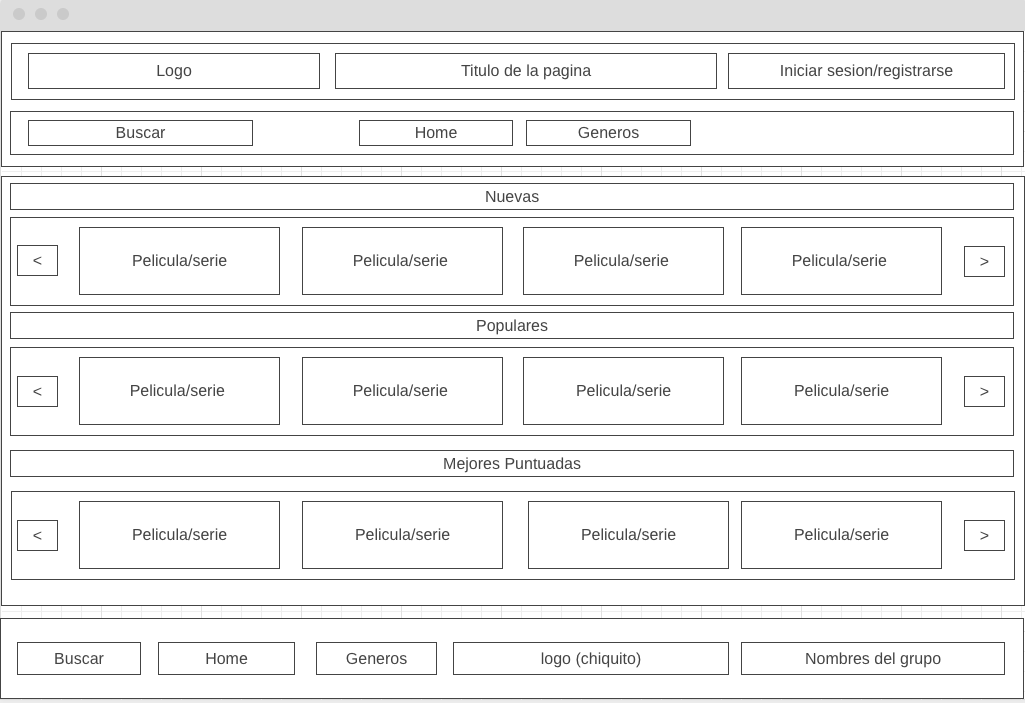 Logo
Titulo de la pagina
Iniciar sesion/registrarse
Buscar
Home
Generos
Nuevas
<
Pelicula/serie
Pelicula/serie
Pelicula/serie
Pelicula/serie
>
Populares
<
Pelicula/serie
Pelicula/serie
Pelicula/serie
Pelicula/serie
>
Mejores Puntuadas
<
Pelicula/serie
Pelicula/serie
Pelicula/serie
Pelicula/serie
>
Buscar
Home
Generos
logo (chiquito)
Nombres del grupo